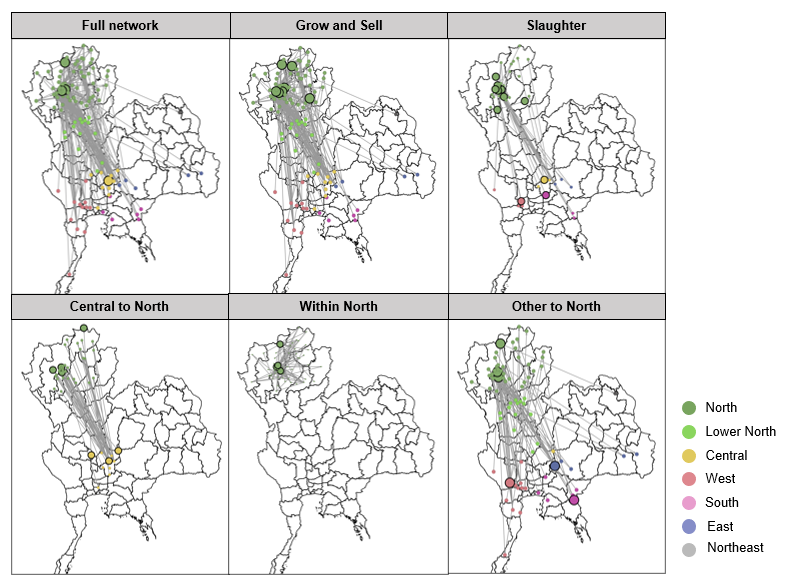 Full network
Grow and Sell
Slaughter
Central to North
Within North
Other to North
North
Lower North
Central
West
South
East
Northeast